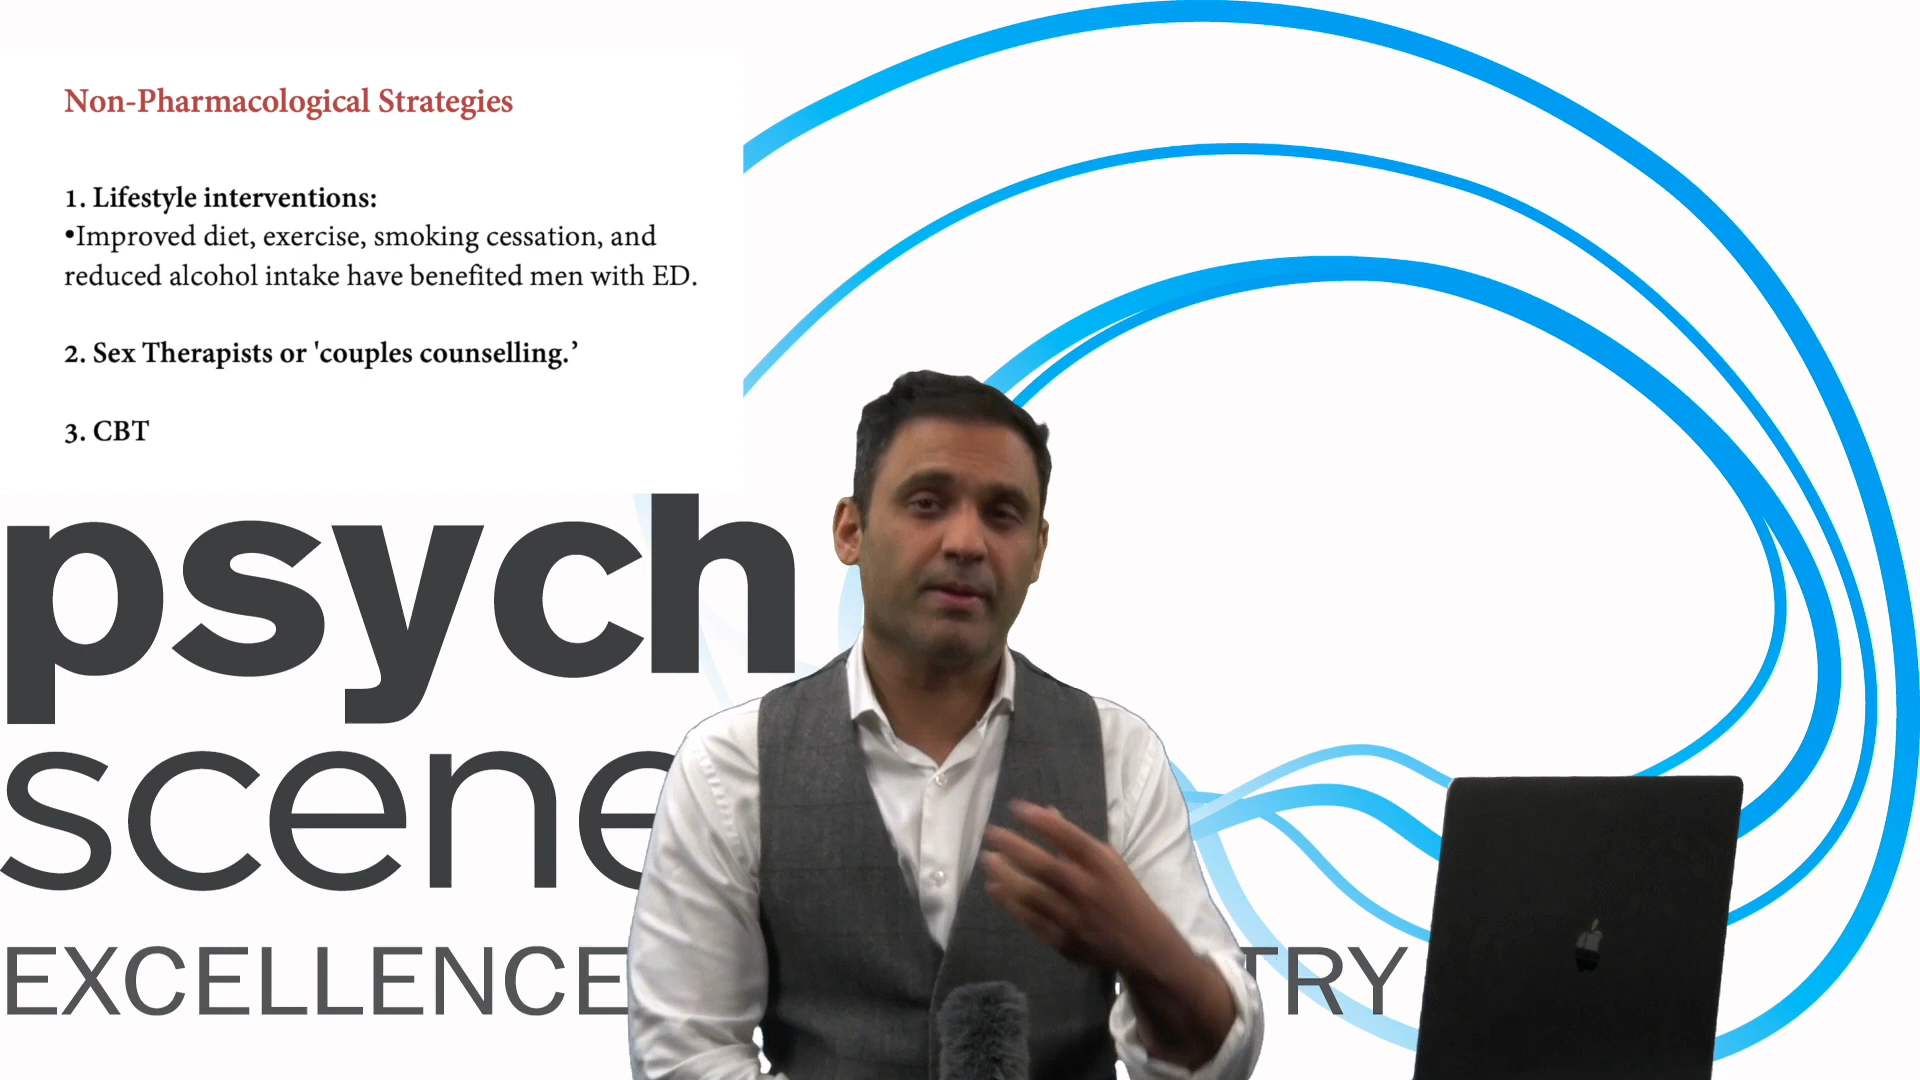 Non-Pharmacological Strategies
1. Lifestyle interventions:
•Improved diet, exercise, smoking cessation, and
reduced alcohol intake have benefited men with ED.
2. Sex Therapists or 'couples counselling.’
3. CBT
psych
scene
EXCELLENCE TRY